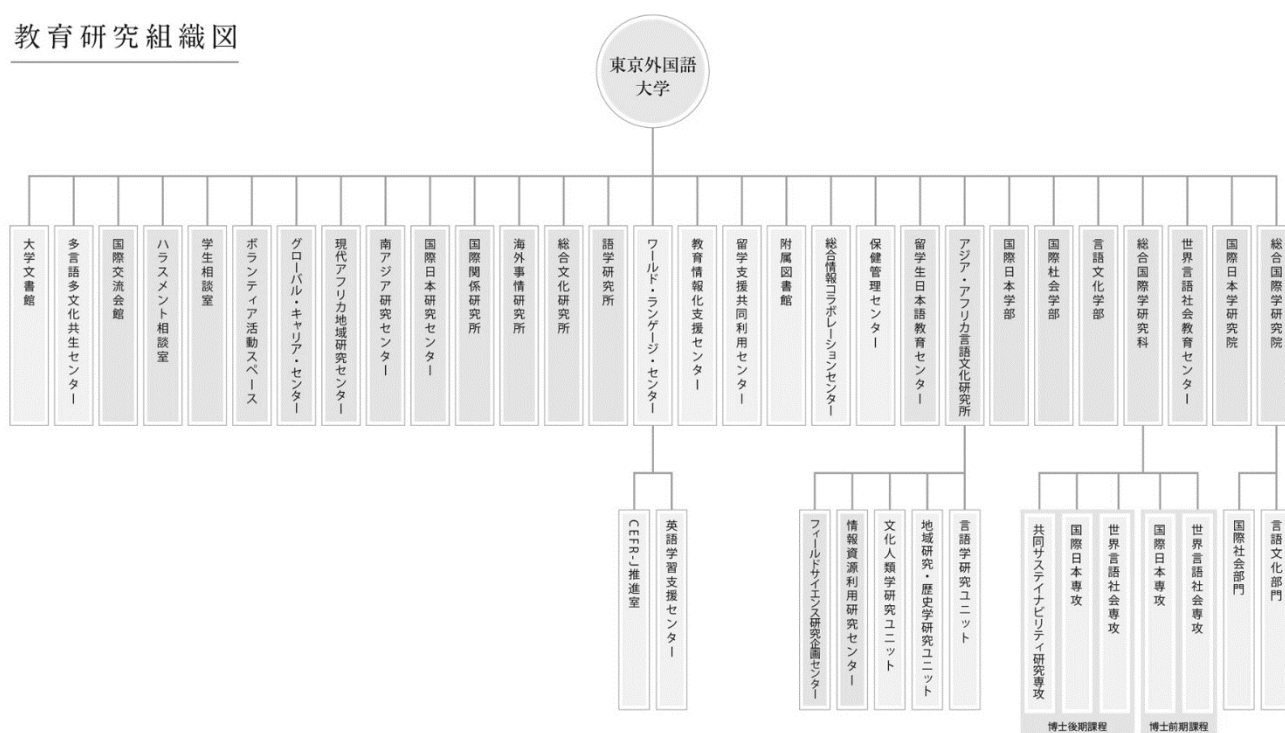 教育研究組織図
東京外国語
大学
総合国際学研究院
国際日本学研究院
世界言語社会教育センター
総合国際学研究科
言語文化学部
国際社会学部
国際日本学部
アジア・アフリカ言語文化研究所
留学生日本語教育センター
保健管理センター
総合情報コラボレーションセンター
附属図書館
留学支援共同利用センター
教育情報化支援センター
ワールド・ランゲージ・センター
語学研究所
総合文化研究所
海外事情研究所
国際関係研究所
国際日本研究センター
南アジア研究センター
現代アフリカ地域研究センター
グローバル・キャリア・センター
ボランティア活動スペース
学生相談室
ハラスメント相談室
国際交流会館
多言語多文化共生センター
大学文書館
言語文化部門
国際社会部門
世界言語社会専攻
国際日本専攻
博士前期課程
世界言語社会専攻
国際日本専攻
共同サステイナビリティ研究専攻
博士後期課程
言語学研究ユニット
地域研究・歴史学研究ユニット
文化人類学研究ユニット
情報資源利用研究センター
フィールドサイエンス研究企画センター
英語学習支援センター
CEFR-J推進室